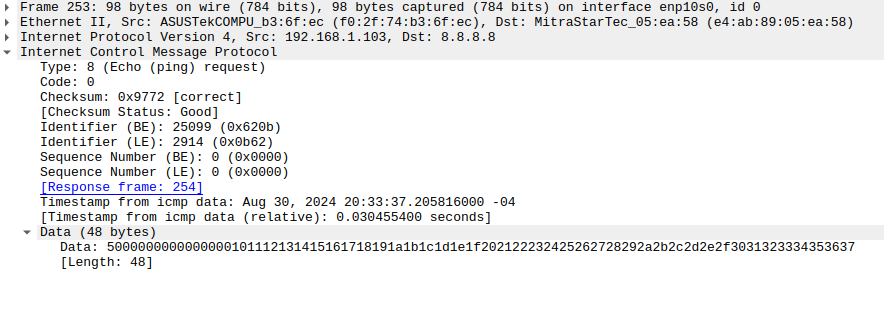 Frame 253: 98 bytes on wire (784 bits), 98 bytes captured (784 bits) on interface enp10s0, id 0
Ethernet II, Src: ASUSTekCOMPU_b3:6f:ec (f0:2f:74:b3:6f:ec), Dst: MitraStarTec_05:ea:58 (e4:ab:89:05:ea:58)
Internet Protocol Version 4, Src: 192.168.1.103, Dst: 8.8.8.8
Internet Control Message Protocol
Type: 8 (Echo (ping) request)
Code: 0
Checksum: 0x9772 [correct]
[Checksum Status: Good]
Identifier (BE): 25099 (0x620b)
Identifier (LE): 2914 (0x0b62)
Sequence Number (BE): 0 (0x0000)
Sequence Number (LE): 0 (0x0000)
[Response frame: 254]
Timestamp from icmp data: Aug 30, 2024 20:33:37.205816000 -04
[Timestamp from icmp data (relative): 0.030455400 seconds]
Data (48 bytes)
Data: 5000000000000000101112131415161718191a1b1c1d1e1f202122232425262728292a2b2c2d2e2f3031323334353637
[Length: 48]